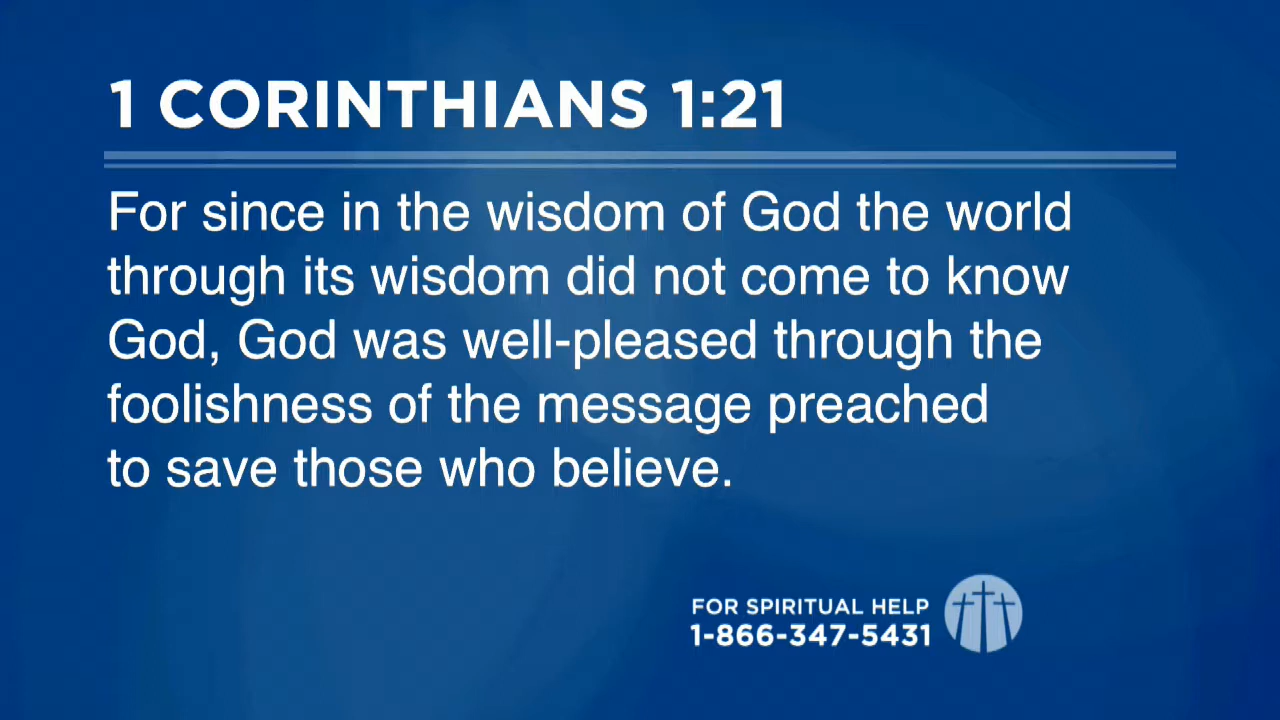 1 CORINTHIANS 1:21
For since in the wisdom of God the world
through its wisdom did not come to know
God, God was well-pleased through the
foolishness of the message preached
to save those who believe.
FOR SPIRITUAL HELP
1-866-347-5431